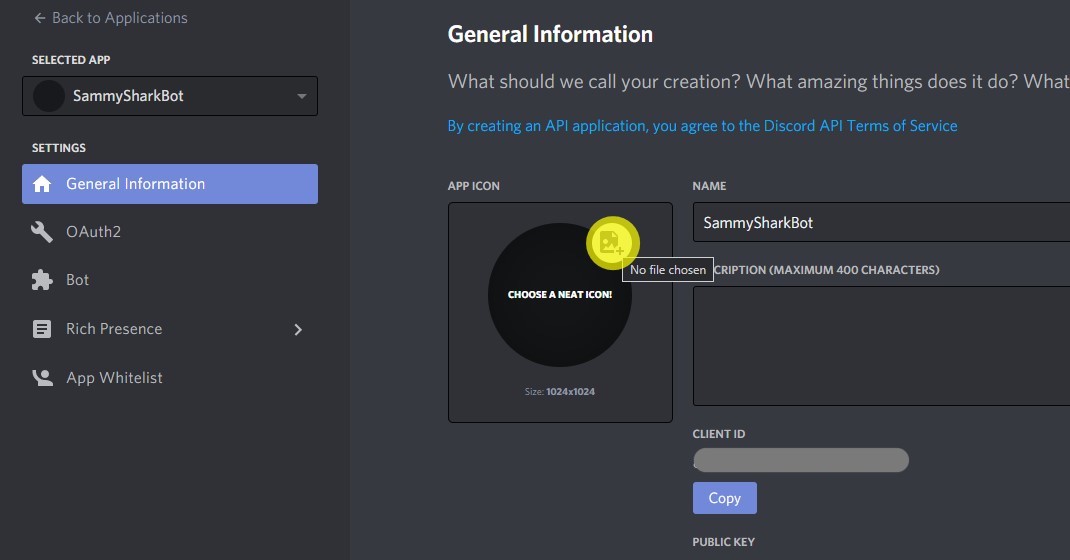 Back to Applications
SELECTED APP
SammySharkBot
SETTINGS
General Information
OAuth2
Bot
Rich Presence
App Whitelist
General Information
What should we call your creation? What amazing things does it do? What
By creating an API application, you agree to the Discord API Terms of Service
APP ICON
CHOOSE A NEAT ICON!
No file chosen
Size: 1024x1024
NAME
SammySharkBot
CRIPTION (MAXIMUM 400 CHARACTERS)
CLIENT ID
Copy
PUBLIC KEY